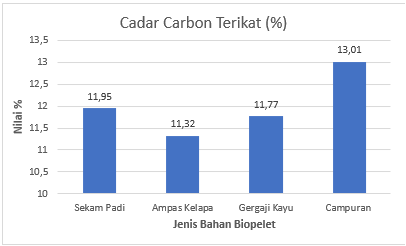 Cadar Carbon Terikat (%)
13,5
13
12,5
12
11,5
11
10,5
10
Nilai %
11,95
11,32
11,77
13,01
Sekam Padi
Ampas Kelapa
Gergaji Kayu
Campuran
Jenis Bahan Biopelet